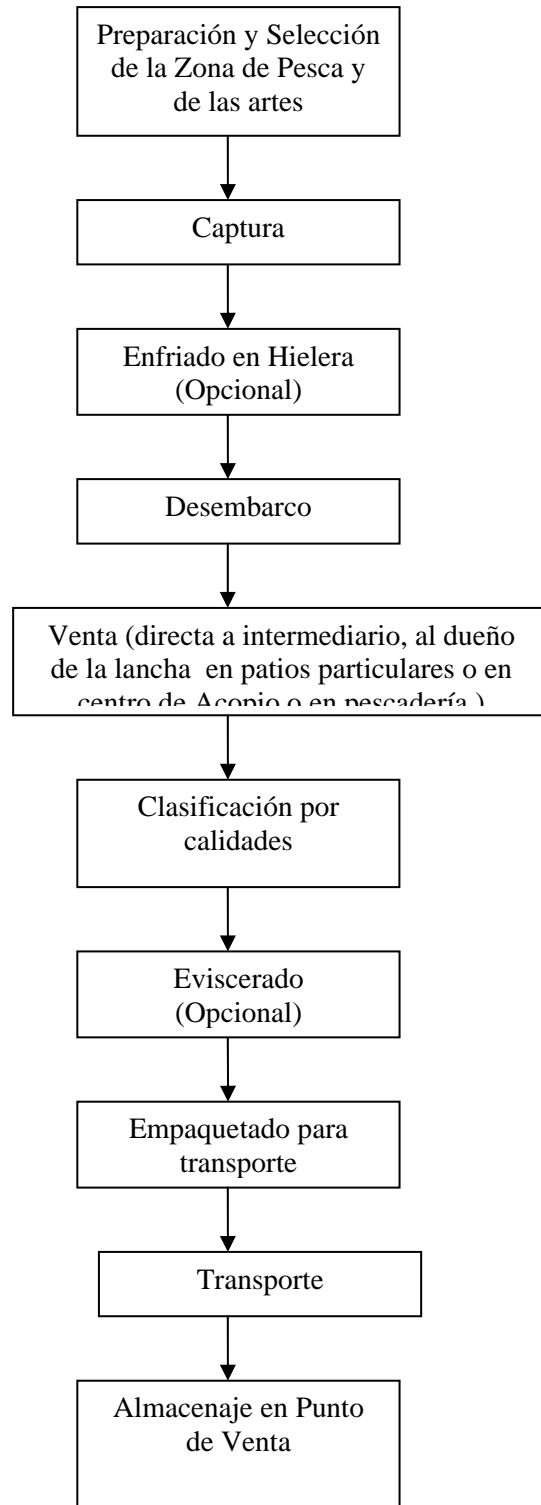 Preparación y Selección
de la Zona de Pesca y
de las artes
Captura
Enfriado en Hielera
(Opcional)
Desembarco
Venta (directa a intermediario, al dueño
de la lancha en patios particulares o en
centro de Acopio o en pescadería )
Clasificación por
calidades
Eviscerado
(Opcional)
Empaquetado para
transporte
Transporte
Almacenaje en Punto
de Venta